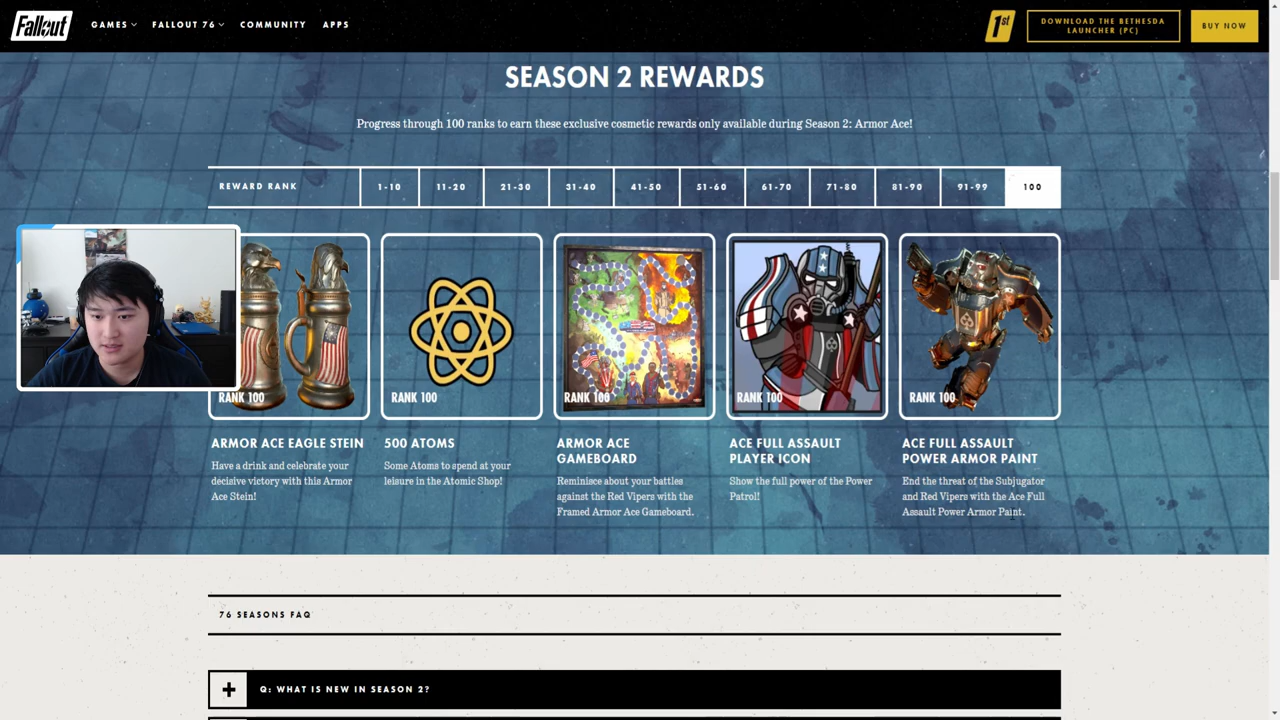 Fallout
GAMES
FALLOUT 76
COMMUNITY
APPS
1st
DOWNLOAD THE BETHESDA
LAUNCHER (PC)
BUY NOW
SEASON 2 REWARDS
Progress through 100 ranks to earn these exclusive cosmetic rewards only available during Season 2: Armor Ace!
REWARD RANK
1-10
11-20
21-30
31-40
41-50
51-60
61-70
71-80
81-90
91-99
100
RANK 100
RANK 100
RANK 100
RANK 100
RANK 100
ARMOR ACE EAGLE STEIN
Have a drink and celebrate your
decisive victory with this Armor
Ace Stein!
500 ATOMS
Some Atoms to spend at your
leisure in the Atomic Shop!
ARMOR ACE
GAMEBOARD
Reminisce about your battles
against the Red Vipers with the
Framed Armor Ace Gameboard.
ACE FULL ASSAULT
PLAYER ICON
Show the full power of the Power
Patrol!
ACE FULL ASSAULT
POWER ARMOR PAINT
End the threat of the Subjugator
and Red Vipers with the Ace Full
Assault Power Armor Paint.
76 SEASONS FAQ
Q: WHAT IS NEW IN SEASON 2?